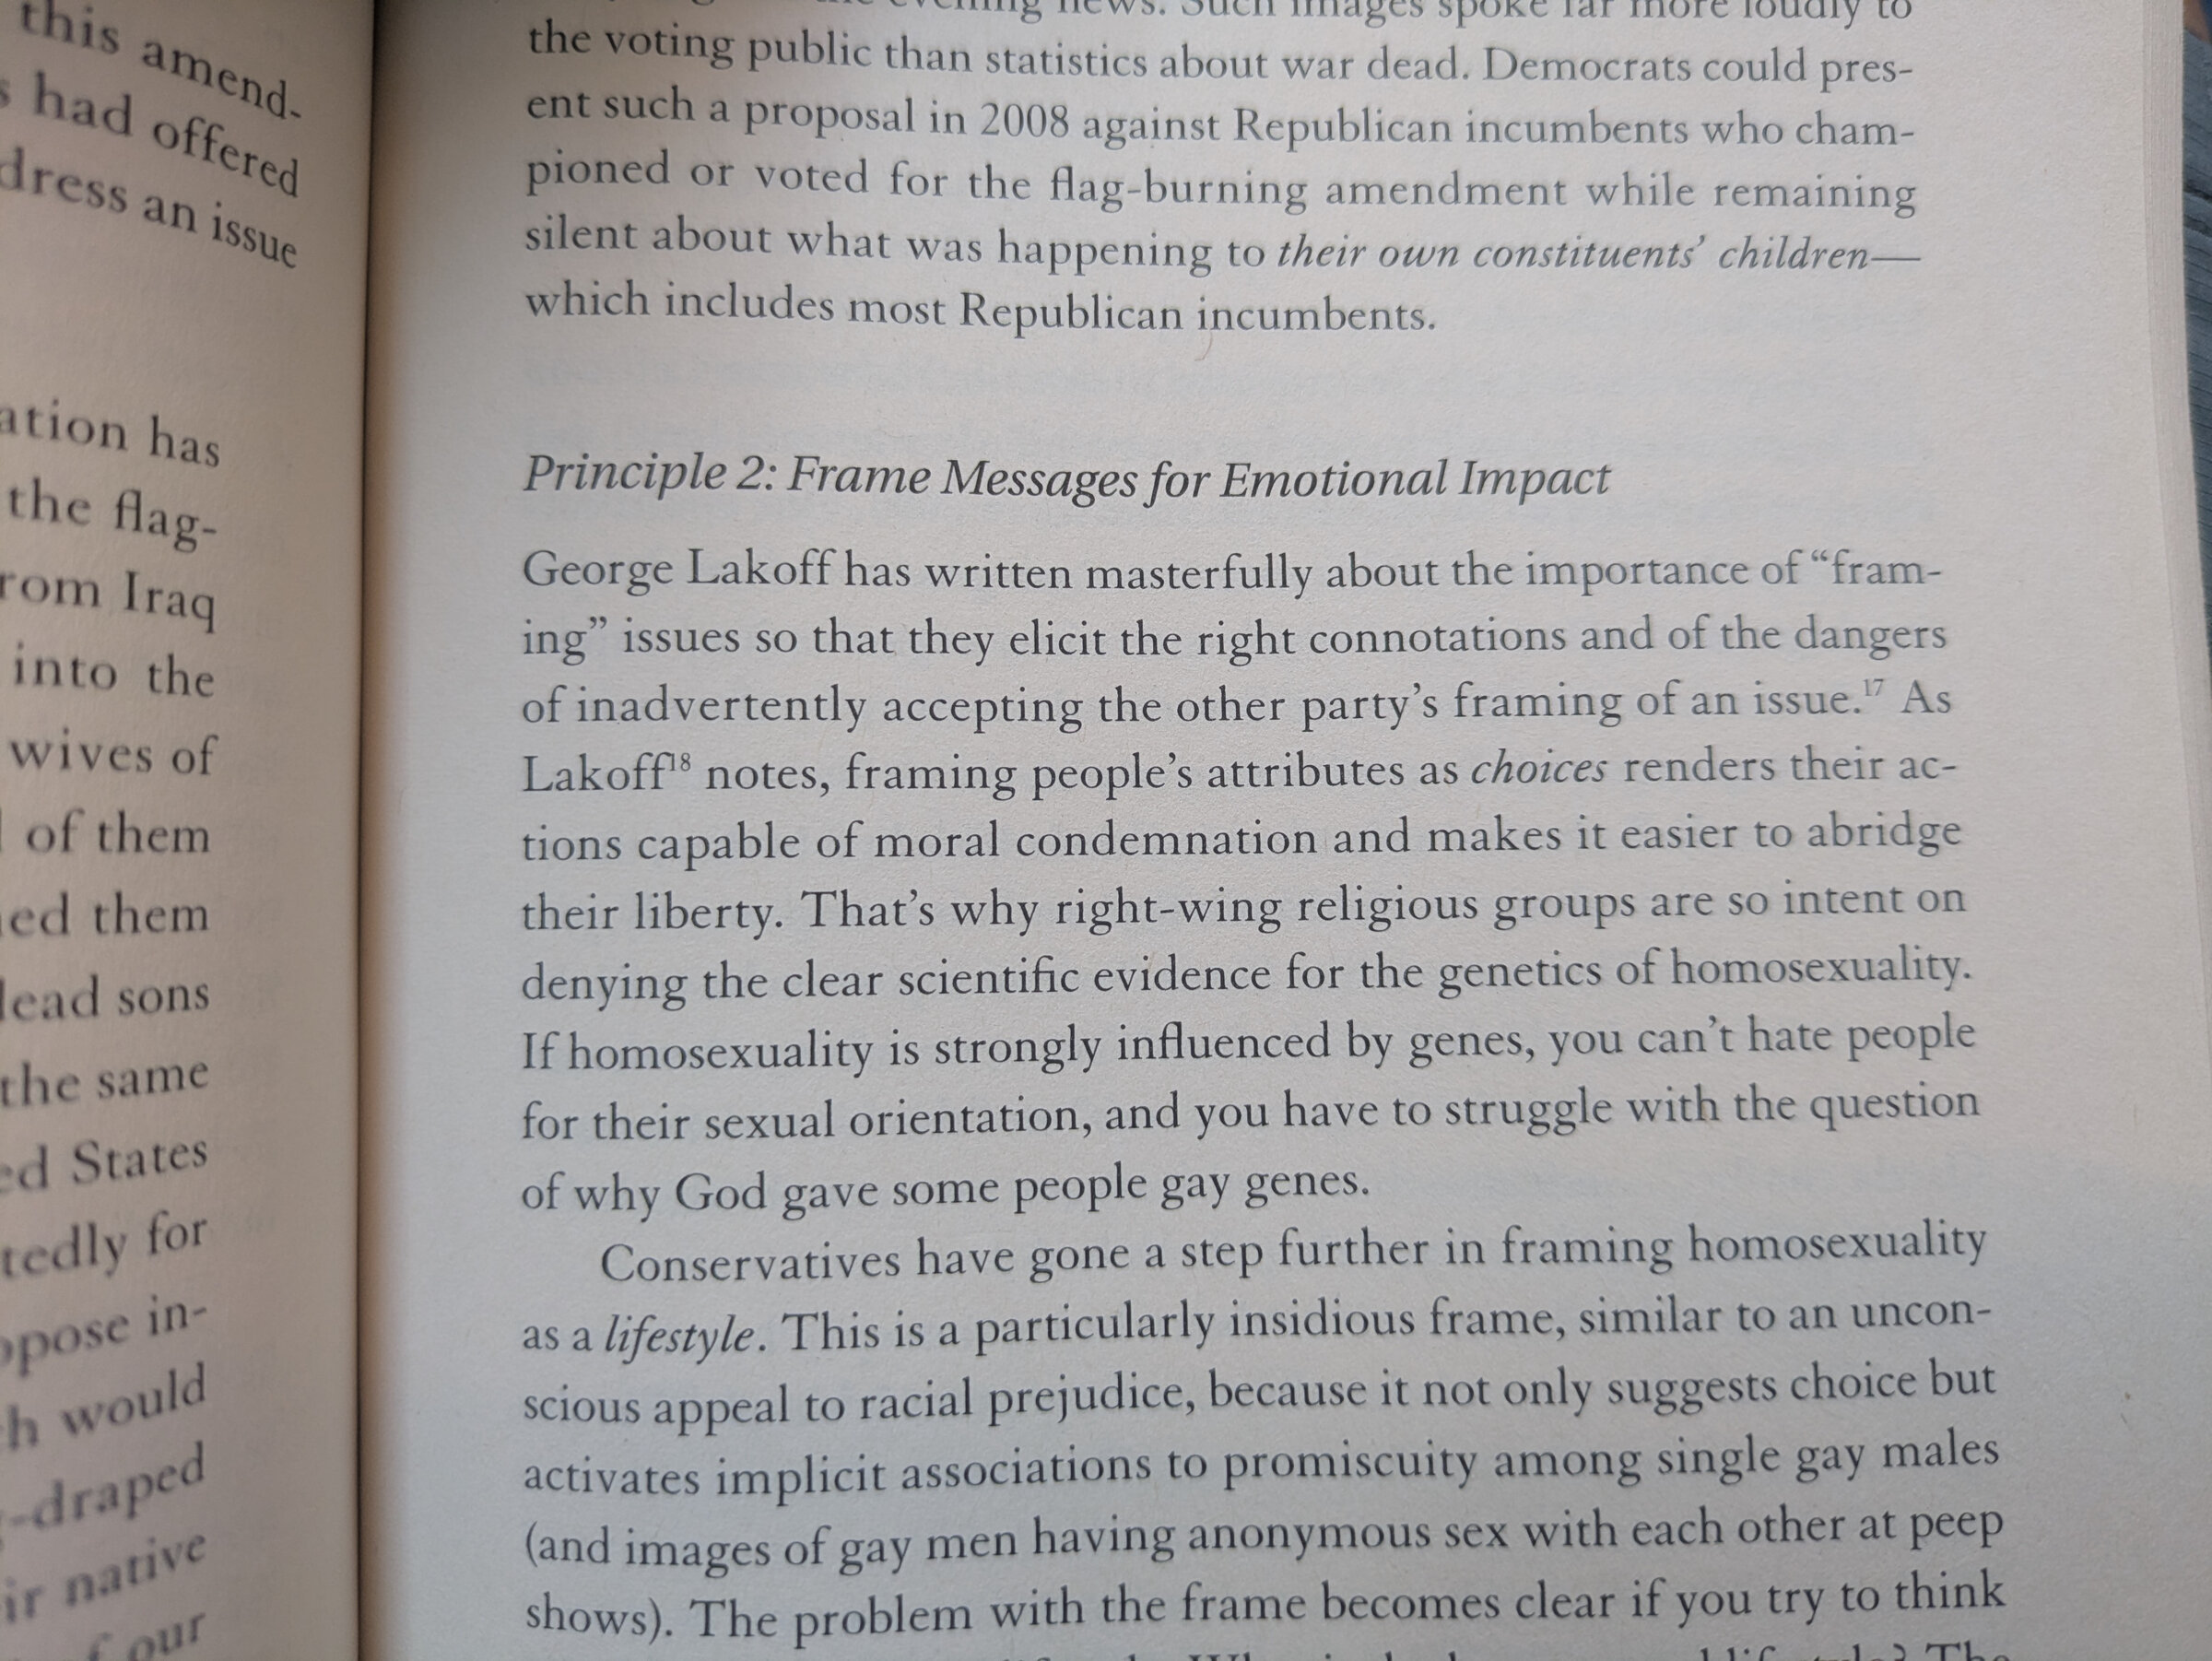 this amend-
had offered
dress an issue
ation has
the flag-
rom Iraq
into the
wives of
of them
ed them
lead sons
the same
ed States
tedly for
pose in-
h would
-draped
ir native
our
evening news. Such images spoke far more loudly to
the voting public than statistics about war dead. Democrats could pres-
ent such a proposal in 2008 against Republican incumbents who cham-
pioned or voted for the flag-burning amendment while remaining
silent about what was happening to their own constituents’ children—
which includes most Republican incumbents.
Principle 2: Frame Messages for Emotional Impact
George Lakoff has written masterfully about the importance of “fram-
ing” issues so that they elicit the right connotations and of the dangers
of inadvertently accepting the other party’s framing of an issue.17 As
Lakoff18 notes, framing people’s attributes as choices renders their ac-
tions capable of moral condemnation and makes it easier to abridge
their liberty. That’s why right-wing religious groups are so intent on
denying the clear scientific evidence for the genetics of homosexuality.
If homosexuality is strongly influenced by genes, you can’t hate people
for their sexual orientation, and you have to struggle with the question
of why God gave some people gay genes.
Conservatives have gone a step further in framing homosexuality
as a lifestyle. This is a particularly insidious frame, similar to an uncon-
scious appeal to racial prejudice, because it not only suggests choice but
activates implicit associations to promiscuity among single gay males
(and images of gay men having anonymous sex with each other at peep
shows). The problem with the frame becomes clear if you try to think